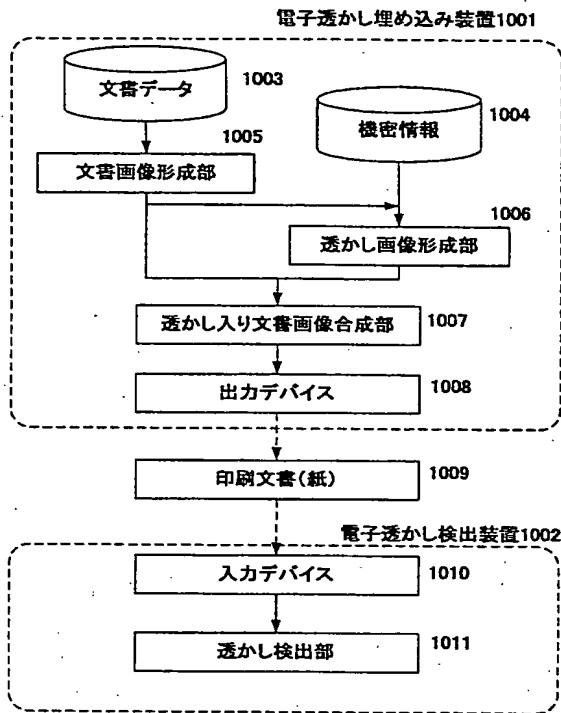 電子透かし埋め込み装置1001
文書データ 1003
機密情報 1004
1005
文書画像形成部
1006
透かし画像形成部
透かし入り文書画像合成部 1007
出力デバイス 1008
印刷文書(紙) 1009
電子透かし検出装置1002
入力デバイス 1010
透かし検出部 1011